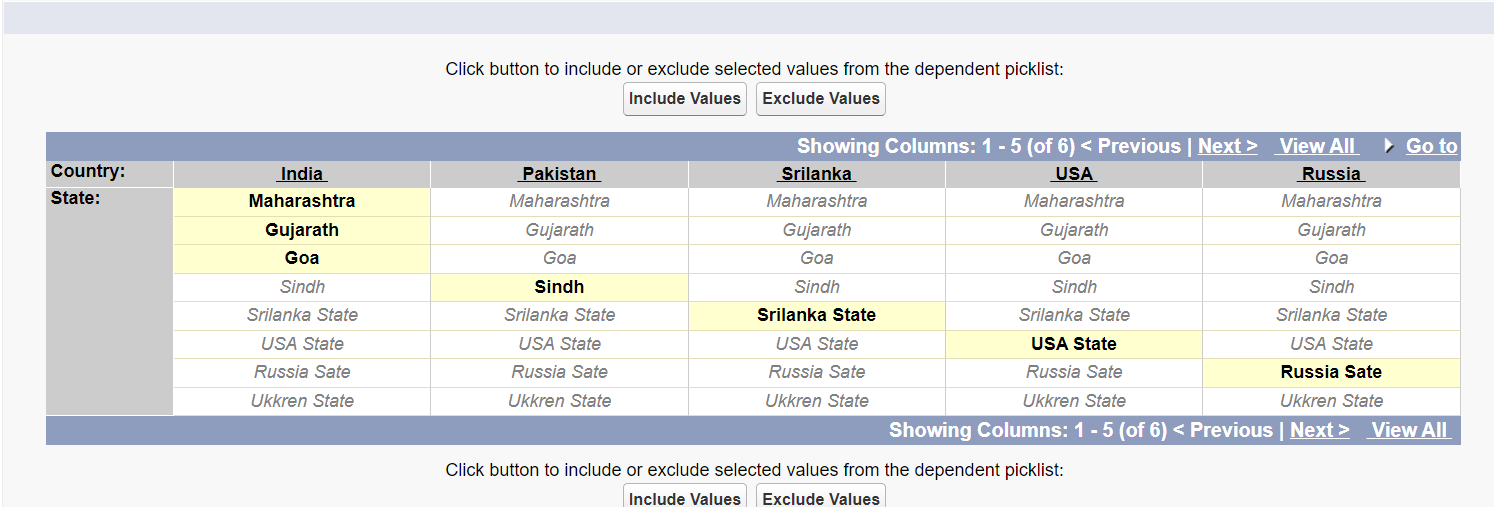 Click button to include or exclude selected values from the dependent picklist:
Include Values Exclude Values
Showing Columns: 1 - 5 (of 6) < Previous | Next > View All Go to
Country: India Pakistan Srilanka USA Russia
State: Maharashtra Maharashtra Maharashtra Maharashtra Maharashtra
Gujarath Gujarath Gujarath Gujarath Gujarath
Goa Goa Goa Goa Goa
Sindh Sindh Sindh Sindh Sindh
Srilanka State Srilanka State Srilanka State Srilanka State Srilanka State
USA State USA State USA State USA State USA State
Russia Sate Russia Sate Russia Sate Russia Sate Russia Sate
Ukkren State Ukkren State Ukkren State Ukkren State Ukkren State
Showing Columns: 1 - 5 (of 6) < Previous | Next > View All
Click button to include or exclude selected values from the dependent picklist:
Include Values Exclude Values